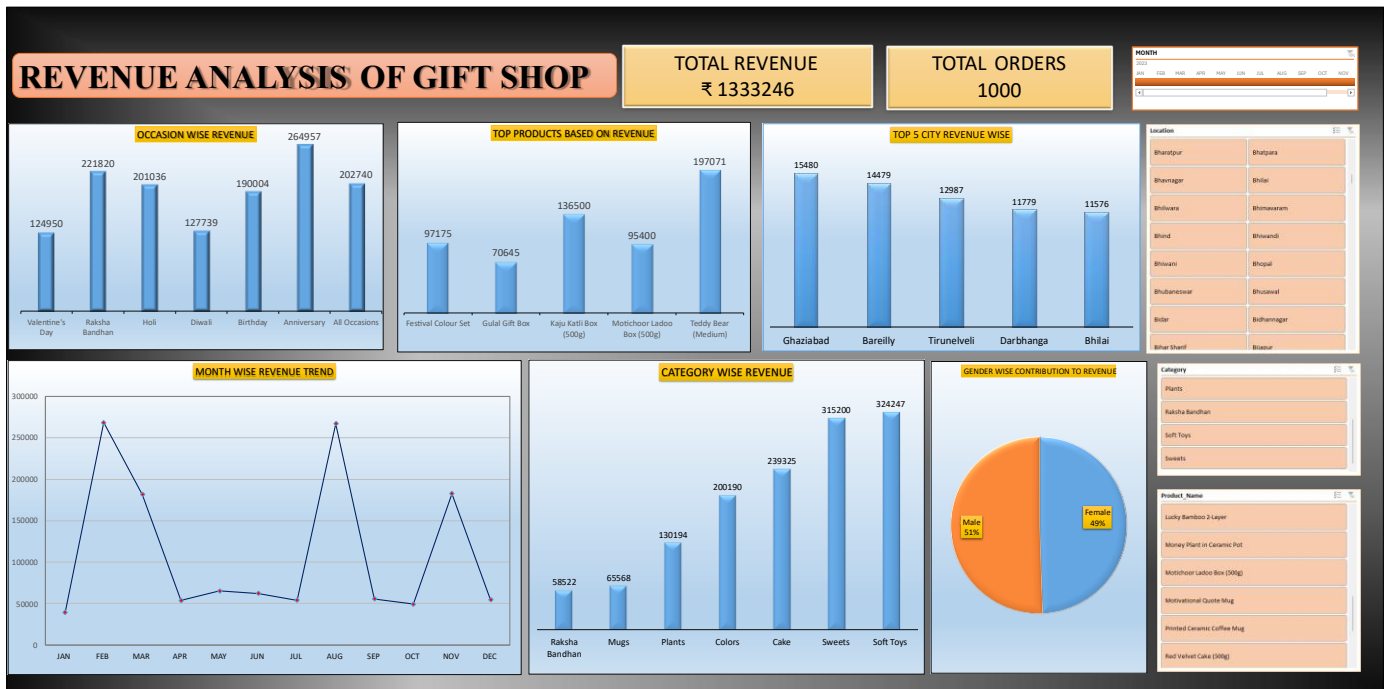 REVENUE ANALYSIS OF GIFT SHOP
TOTAL REVENUE
₹ 1333246
TOTAL ORDERS
1000
MONTH
2023
JAN FEB MAR APR MAY JUN JUL AUG SEP OCT NOV
OCCASION WISE REVENUE
124950
221820
201036
127739
190004
264957
202740
Valentine's
Day
Raksha
Bandhan
Holi
Diwali
Birthday
Anniversary
All Occasions
TOP PRODUCTS BASED ON REVENUE
97175
70645
136500
95400
197071
Festival Colour Set
Gulal Gift Box
Kaju Katli Box
(500g)
Motichoor Ladoo
Box (500g)
Teddy Bear
(Medium)
TOP 5 CITY REVENUE WISE
15480
14479
12987
11779
11576
Ghaziabad
Bareilly
Tirunelveli
Darbhanga
Bhilai
Location
Bharatpur Bhatpara
Bhavnagar Bhilai
Bhilwara Bhimavaram
Bhind Bhiwandi
Bhiwani Bhopal
Bhubaneswar Bhusawal
Bidar Bidhannagar
Bihar Sharif Bijapur
MONTH WISE REVENUE TREND
300000
250000
200000
150000
100000
50000
0
JAN FEB MAR APR MAY JUN JUL AUG SEP OCT NOV DEC
CATEGORY WISE REVENUE
58522
65568
130194
200190
239325
315200
324247
Raksha
Bandhan
Mugs
Plants
Colors
Cake
Sweets
Soft Toys
GENDER WISE CONTRIBUTION TO REVENUE
Male
51%
Female
49%
Category
Plants
Raksha Bandhan
Soft Toys
Sweets
Product_Name
Lucky Bamboo 2-Layer
Money Plant in Ceramic Pot
Motichoor Ladoo Box (500g)
Motivational Quote Mug
Printed Ceramic Coffee Mug
Red Velvet Cake (500g)